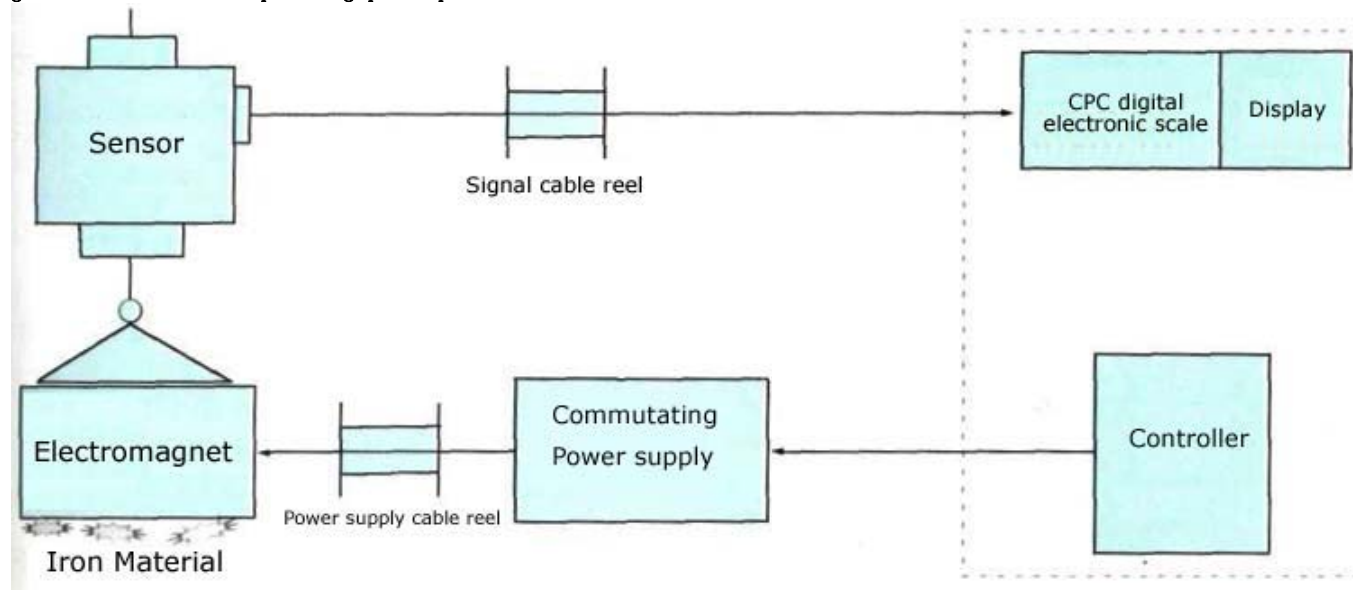 Sensor
Signal cable reel
CPC digital
electronic scale
Display
Electromagnet
Power supply cable reel
Commutating
Power supply
Controller
Iron Material